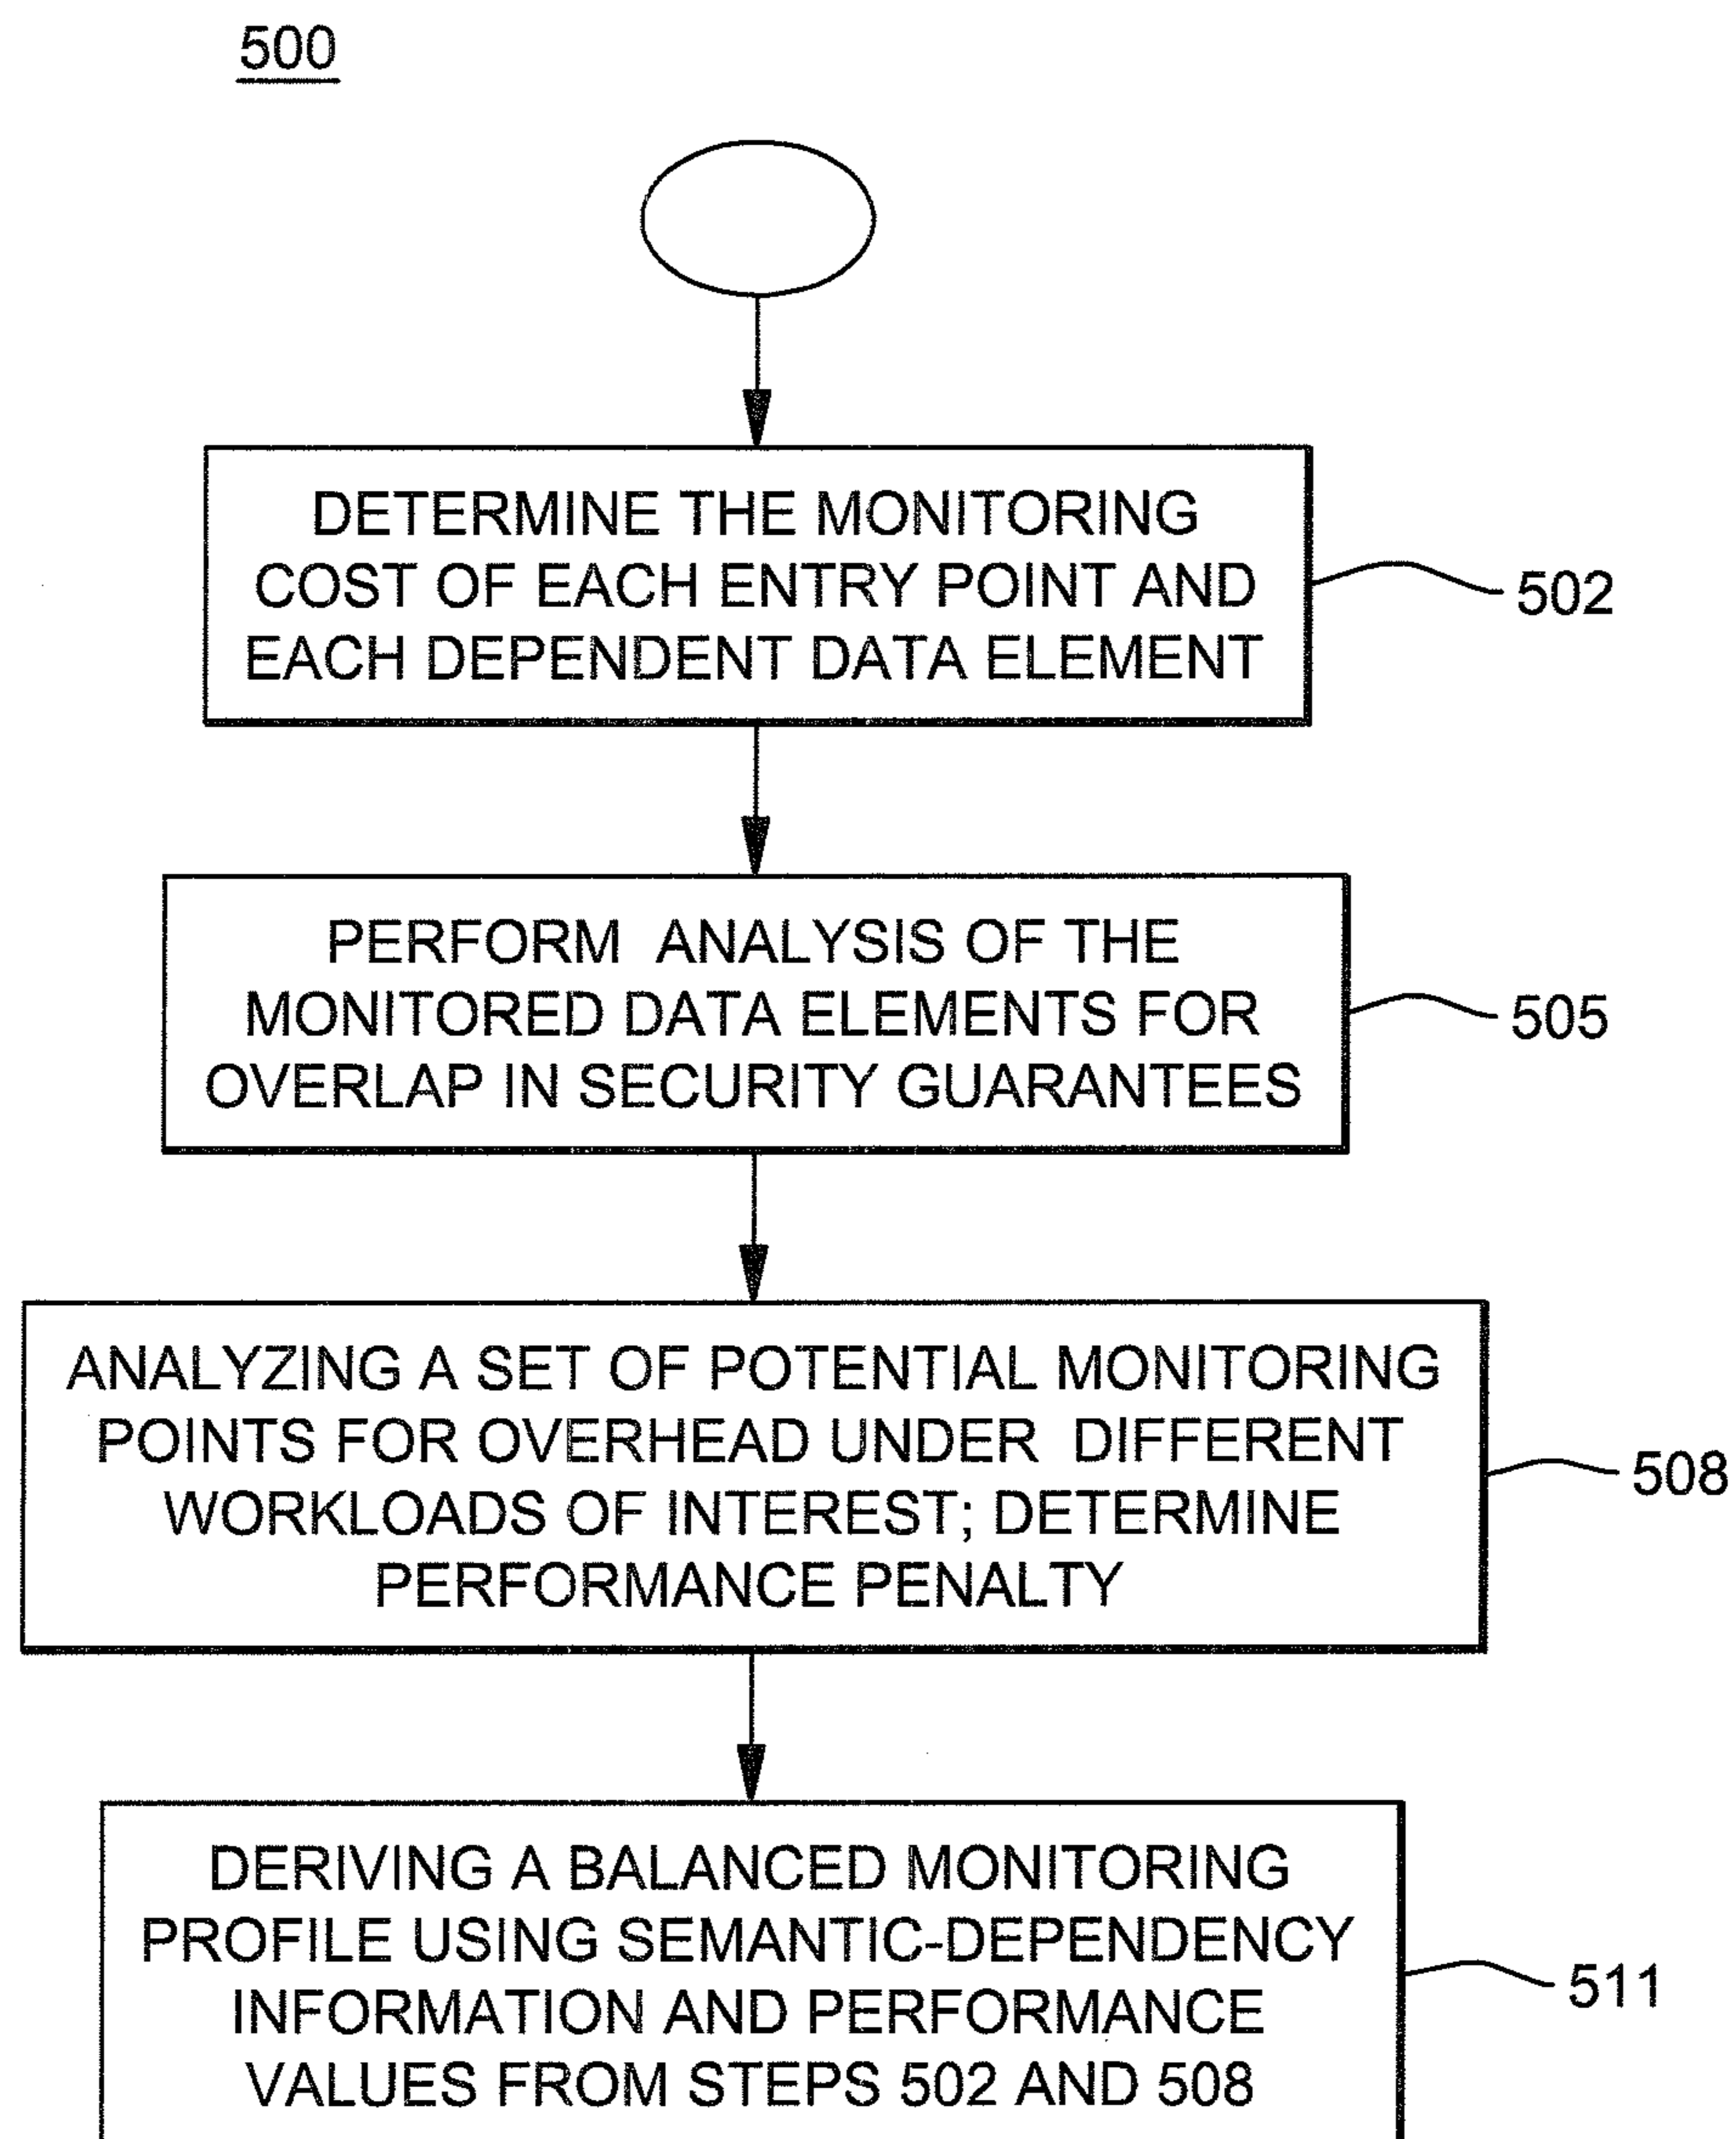 500
DETERMINE THE MONITORING
COST OF EACH ENTRY POINT AND
EACH DEPENDENT DATA ELEMENT
502
PERFORM ANALYSIS OF THE
MONITORED DATA ELEMENTS FOR
OVERLAP IN SECURITY GUARANTEES
505
ANALYZING A SET OF POTENTIAL MONITORING
POINTS FOR OVERHEAD UNDER DIFFERENT
WORKLOADS OF INTEREST; DETERMINE
PERFORMANCE PENALTY
508
DERIVING A BALANCED MONITORING
PROFILE USING SEMANTIC-DEPENDENCY
INFORMATION AND PERFORMANCE
VALUES FROM STEPS 502 AND 508
511